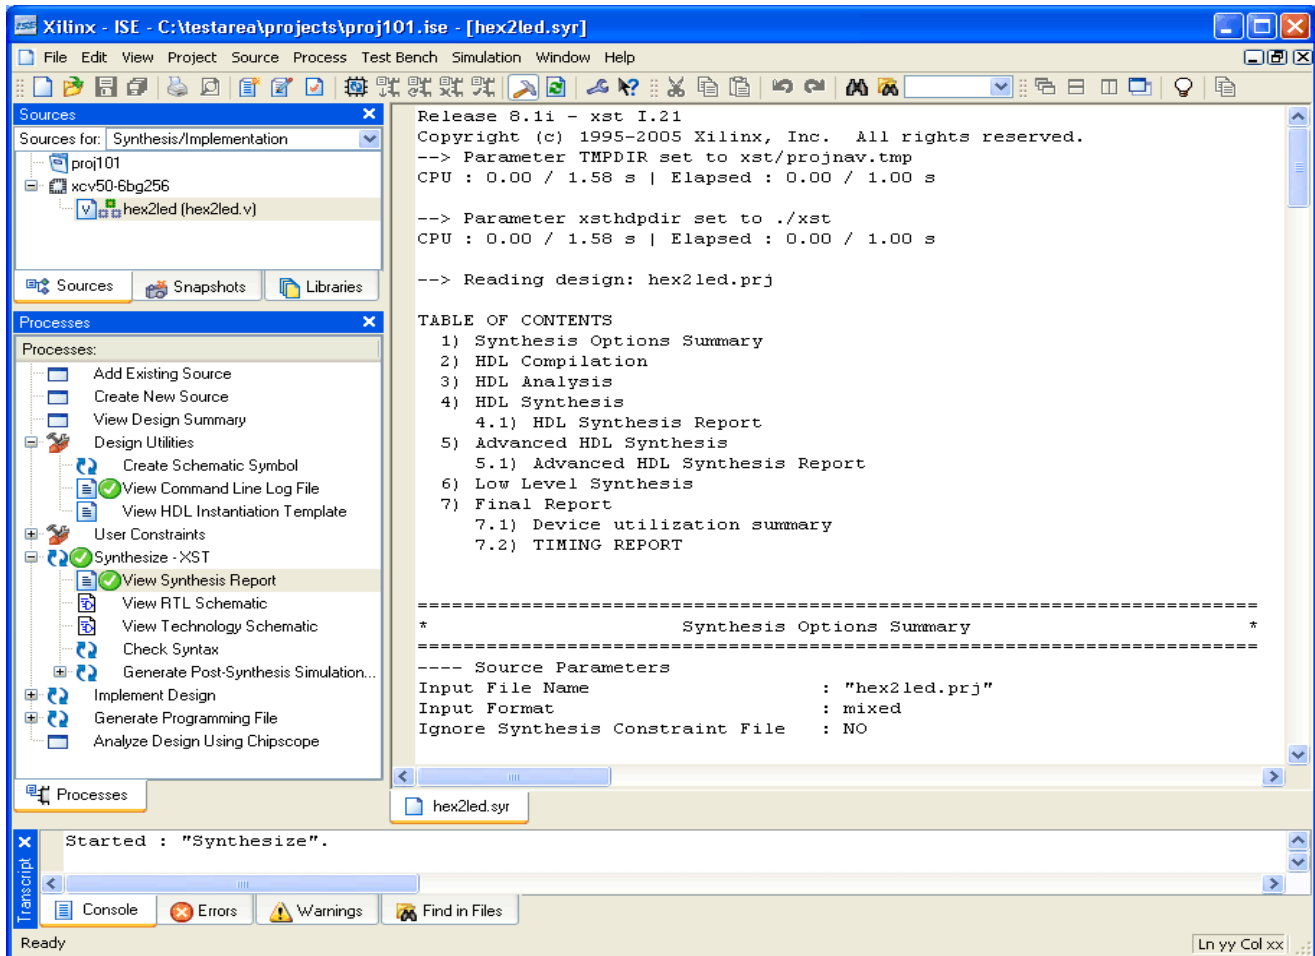 Xilinx - ISE - C:\testarea\projects\proj101.ise - [hex2led.syr]
File Edit View Project Source Process Test Bench Simulation Window Help
Sources
Sources for: Synthesis/Implementation
proj101
xcv50-6bg256
hex2led (hex2led.v)
Sources Snapshots Libraries
Processes
Processes:
Add Existing Source
Create New Source
View Design Summary
Design Utilities
Create Schematic Symbol
View Command Line Log File
View HDL Instantiation Template
User Constraints
Synthesize - XST
View Synthesis Report
View RTL Schematic
View Technology Schematic
Check Syntax
Generate Post-Synthesis Simulation...
Implement Design
Generate Programming File
Analyze Design Using Chipscope
Processes
Release 8.1i - xst I.21
Copyright (c) 1995-2005 Xilinx, Inc.  All rights reserved.
--> Parameter TMPDIR set to xst/projnav.tmp
CPU : 0.00 / 1.58 s | Elapsed : 0.00 / 1.00 s
--> Parameter xsthdpdir set to ./xst
CPU : 0.00 / 1.58 s | Elapsed : 0.00 / 1.00 s
--> Reading design: hex2led.prj
TABLE OF CONTENTS
1) Synthesis Options Summary
2) HDL Compilation
3) HDL Analysis
4) HDL Synthesis
4.1) HDL Synthesis Report
5) Advanced HDL Synthesis
5.1) Advanced HDL Synthesis Report
6) Low Level Synthesis
7) Final Report
7.1) Device utilization summary
7.2) TIMING REPORT
=========================================================================
* Synthesis Options Summary *
=========================================================================
---- Source Parameters
Input File Name : "hex2led.prj"
Input Format : mixed
Ignore Synthesis Constraint File : NO
hex2led.syr
Transcript
Started : "Synthesize".
Console Errors Warnings Find in Files
Ready
Ln yy Col xx